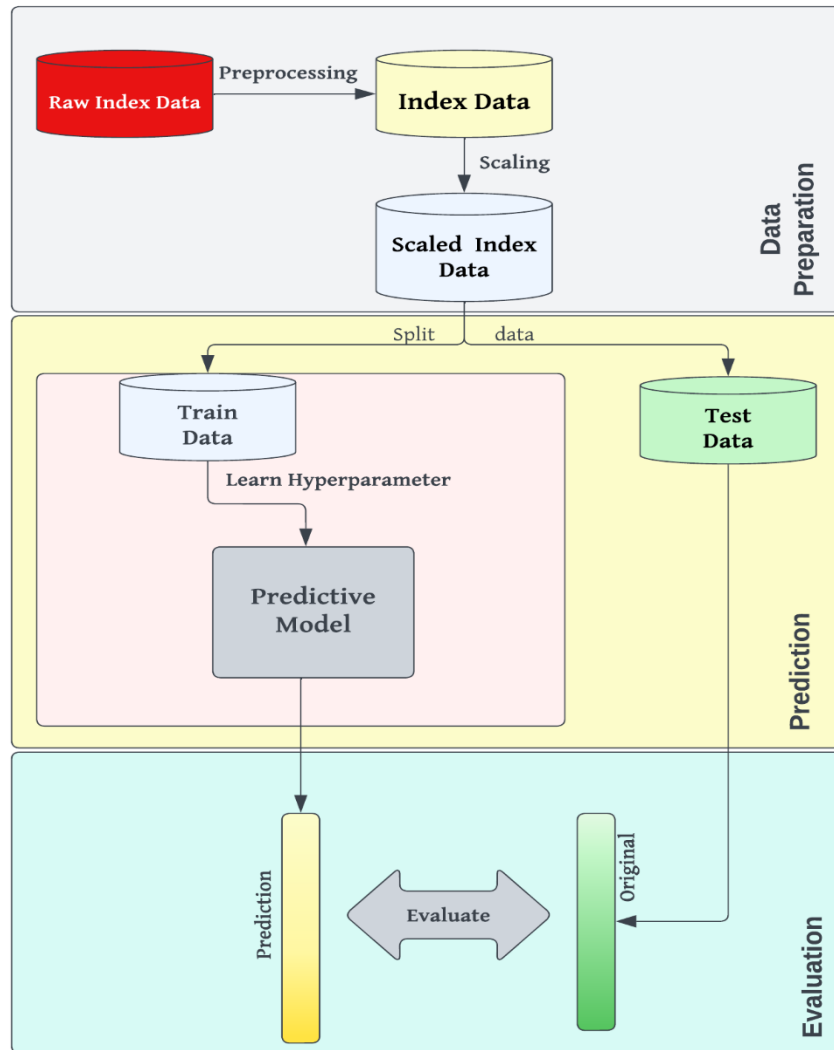 Preprocessing
Raw Index Data
Index Data
Scaling
Scaled Index
Data
Data
Preparation
Split data
Train
Data
Test
Data
Learn Hyperparameter
Predictive
Model
Prediction
Prediction
Evaluate
Original
Evaluation